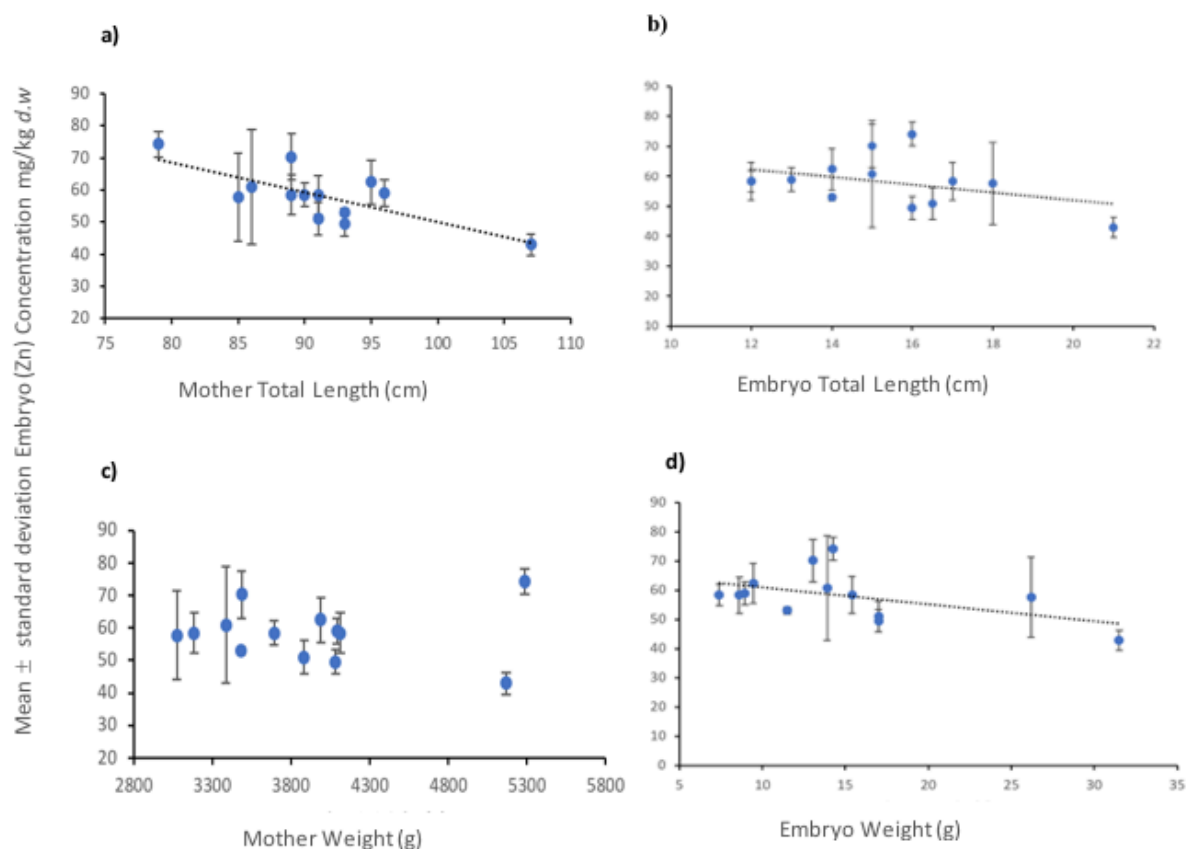 a)
b)
Mean ± standard deviation Embryo (Zn) Concentration mg/kg d.w
90
80
70
60
50
40
30
20
75 80 85 90 95 100 105 110
Mother Total Length (cm)
90
80
70
60
50
40
30
20
10
10 12 14 16 18 20 22
Embryo Total Length (cm)
c)
d)
90
80
70
60
50
40
30
20
2800 3300 3800 4300 4800 5300 5800
Mother Weight (g)
90
80
70
60
50
40
30
20
10
0
5 10 15 20 25 30 35
Embryo Weight (g)